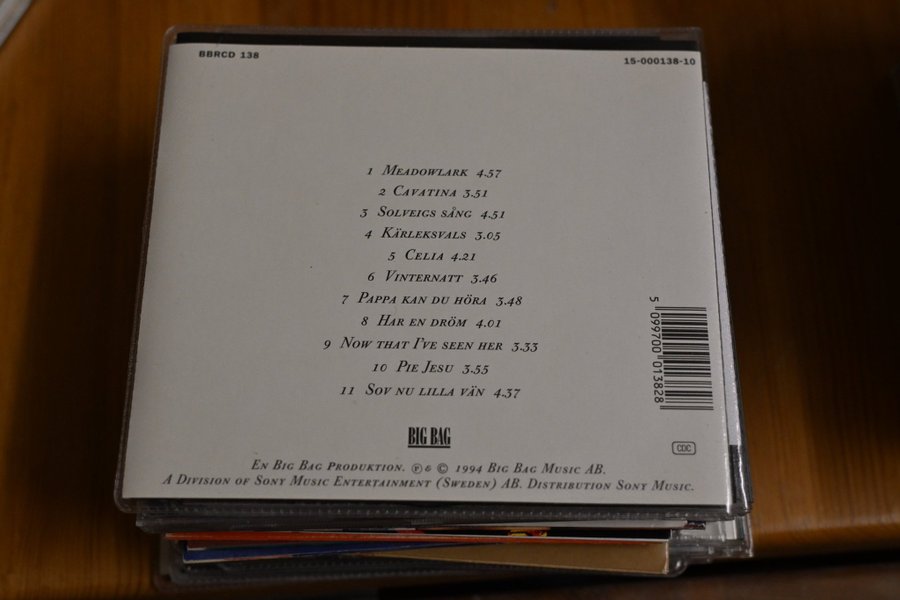 BBRCD 138
15-000138-10
1 Meadowlark 4.57
2 Cavatina 3.51
3 Solveigs sång 4.51
4 Kärleksvals 3.05
5 Celia 4.21
6 Vinternatt 3.46
7 Pappa kan du höra 3.48
8 Har en dröm 4.01
9 Now that I've seen her 3.33
10 Pie Jesu 3.55
11 Sov nu lilla vän 4.37
5 099700 013828
BIG BAG
CDC
En Big Bag Produktion. ℗ & © 1994 Big Bag Music AB.
A Division of Sony Music Entertainment (Sweden) AB. Distribution Sony Music.